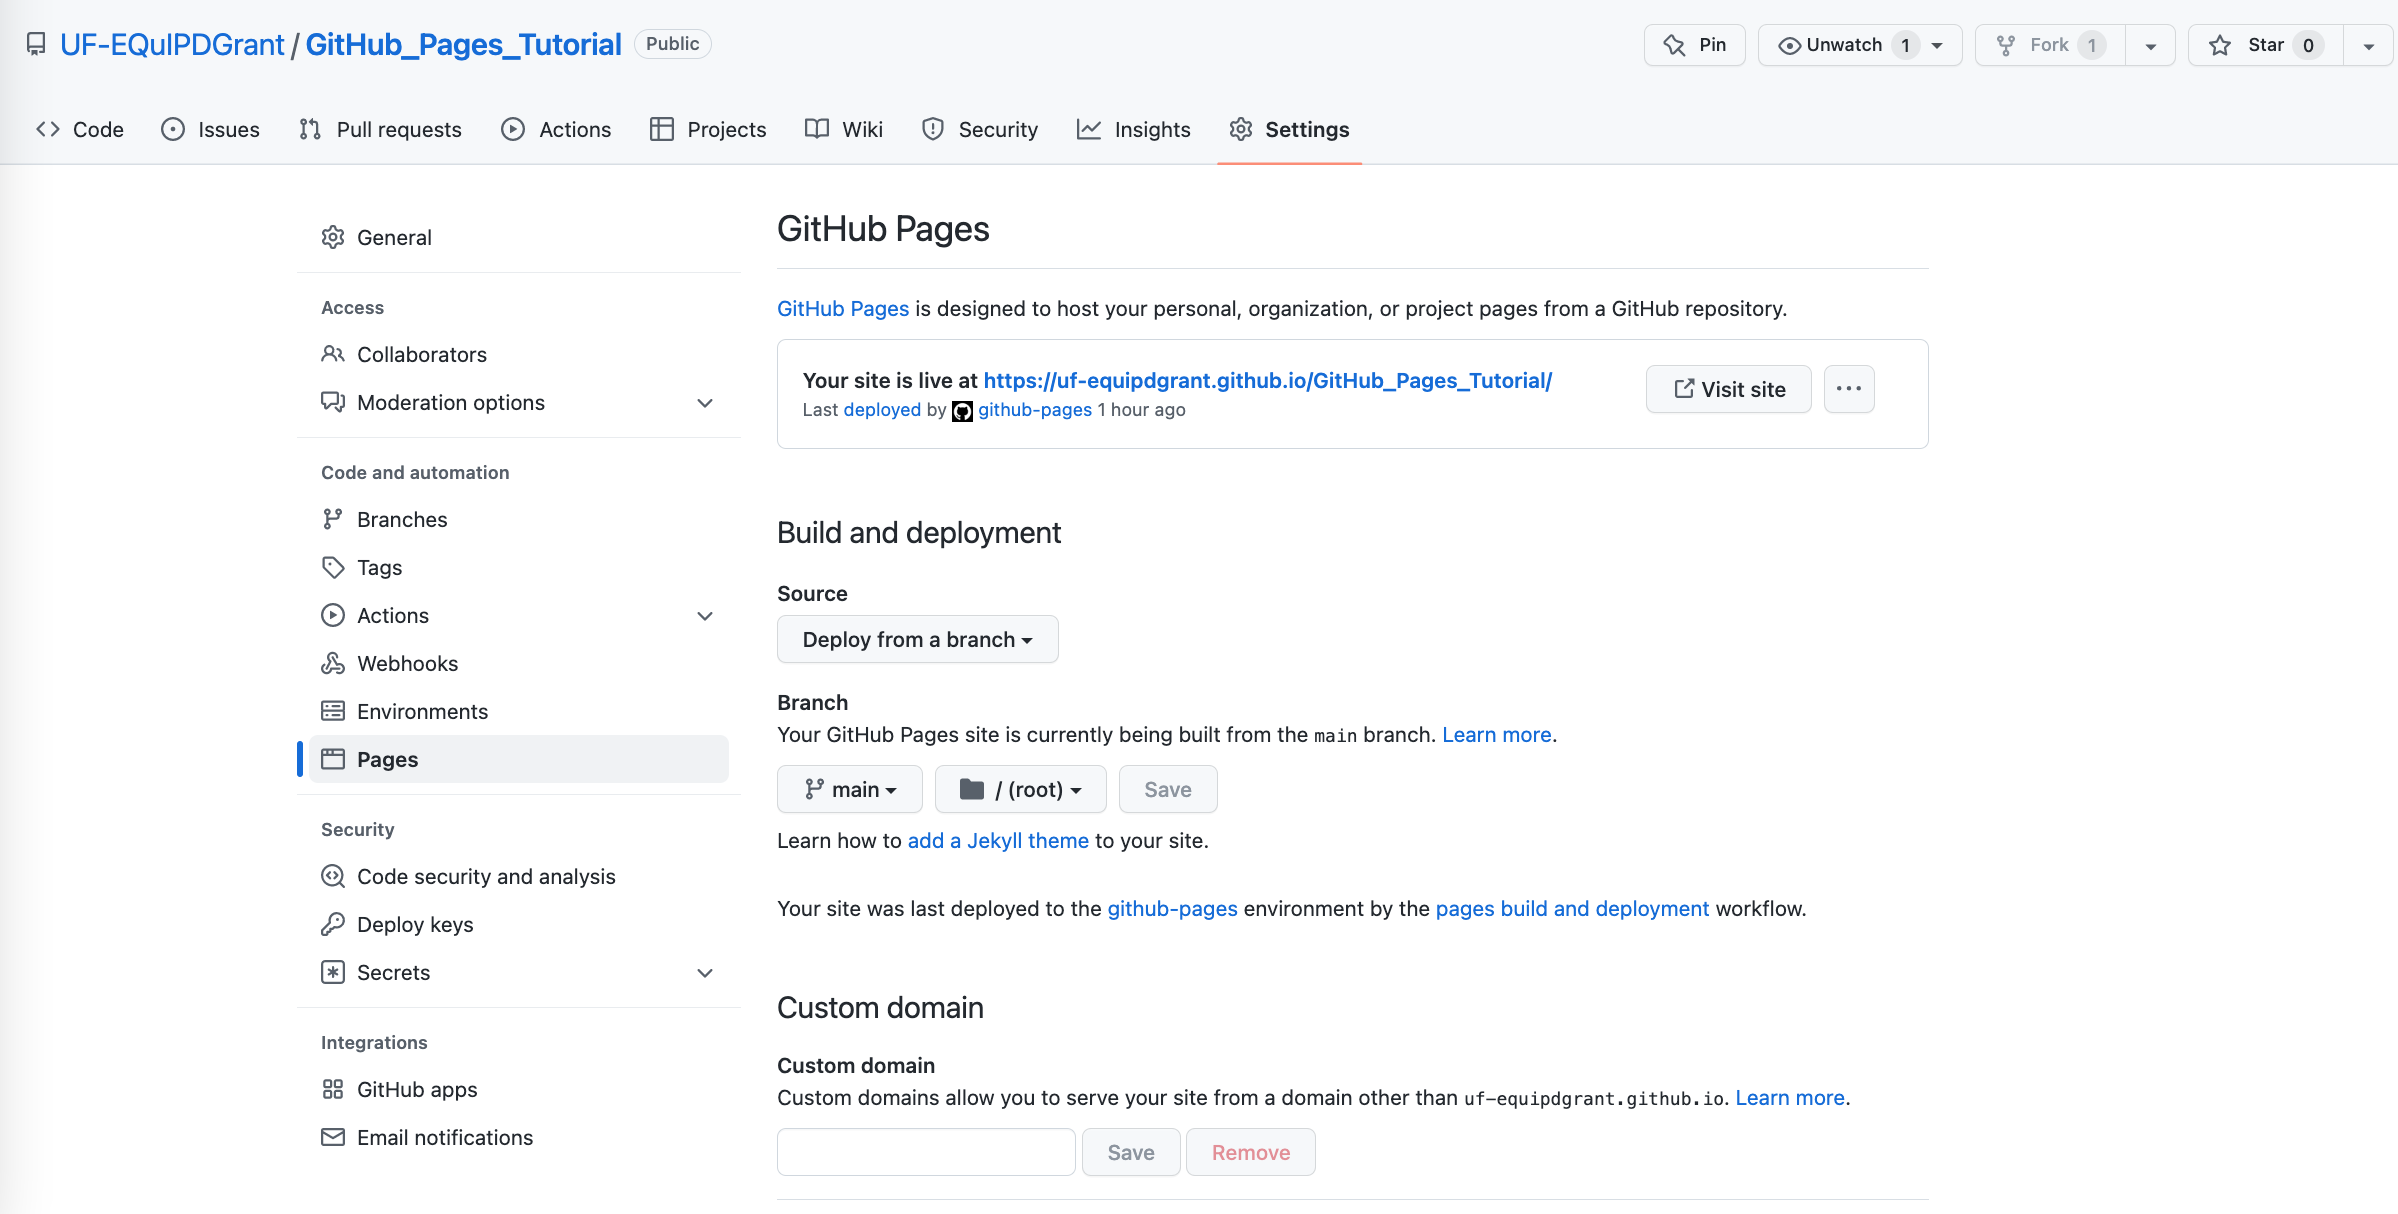 UF-EQuIPDGrant / GitHub_Pages_Tutorial Public
Pin Unwatch 1 Fork 1 Star 0
Code Issues Pull requests Actions Projects Wiki Security Insights Settings
General
Access
Collaborators
Moderation options
Code and automation
Branches
Tags
Actions
Webhooks
Environments
Pages
Security
Code security and analysis
Deploy keys
Secrets
Integrations
GitHub apps
Email notifications
GitHub Pages
GitHub Pages is designed to host your personal, organization, or project pages from a GitHub repository.
Your site is live at https://uf-equipdgrant.github.io/GitHub_Pages_Tutorial/
Last deployed by github-pages 1 hour ago
Visit site
Build and deployment
Source
Deploy from a branch
Branch
Your GitHub Pages site is currently being built from the main branch. Learn more.
main / (root) Save
Learn how to add a Jekyll theme to your site.
Your site was last deployed to the github-pages environment by the pages build and deployment workflow.
Custom domain
Custom domain
Custom domains allow you to serve your site from a domain other than uf-equipdgrant.github.io. Learn more.
Save Remove